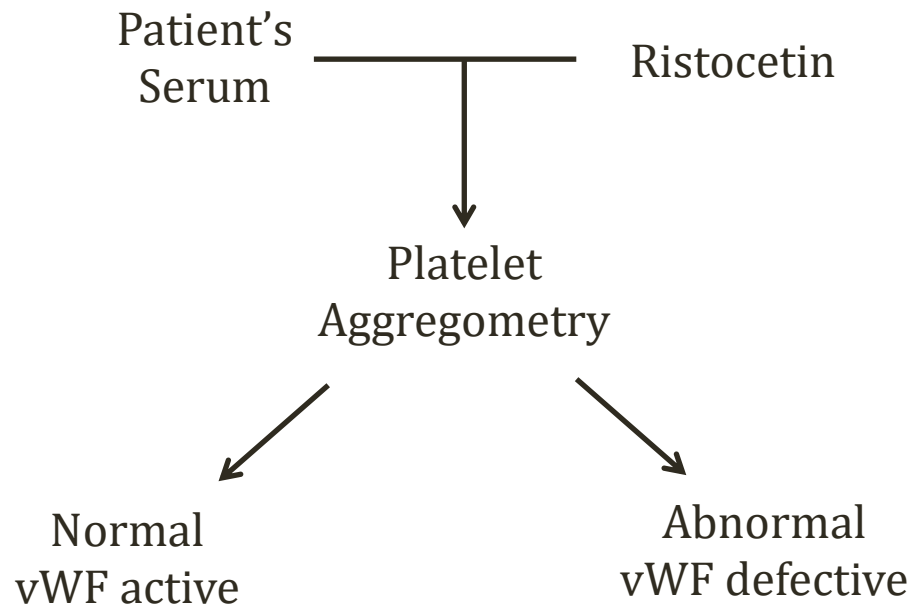 Patient’s
Serum
Ristocetin
Platelet
Aggregometry
Normal
vWF active
Abnormal
vWF defective